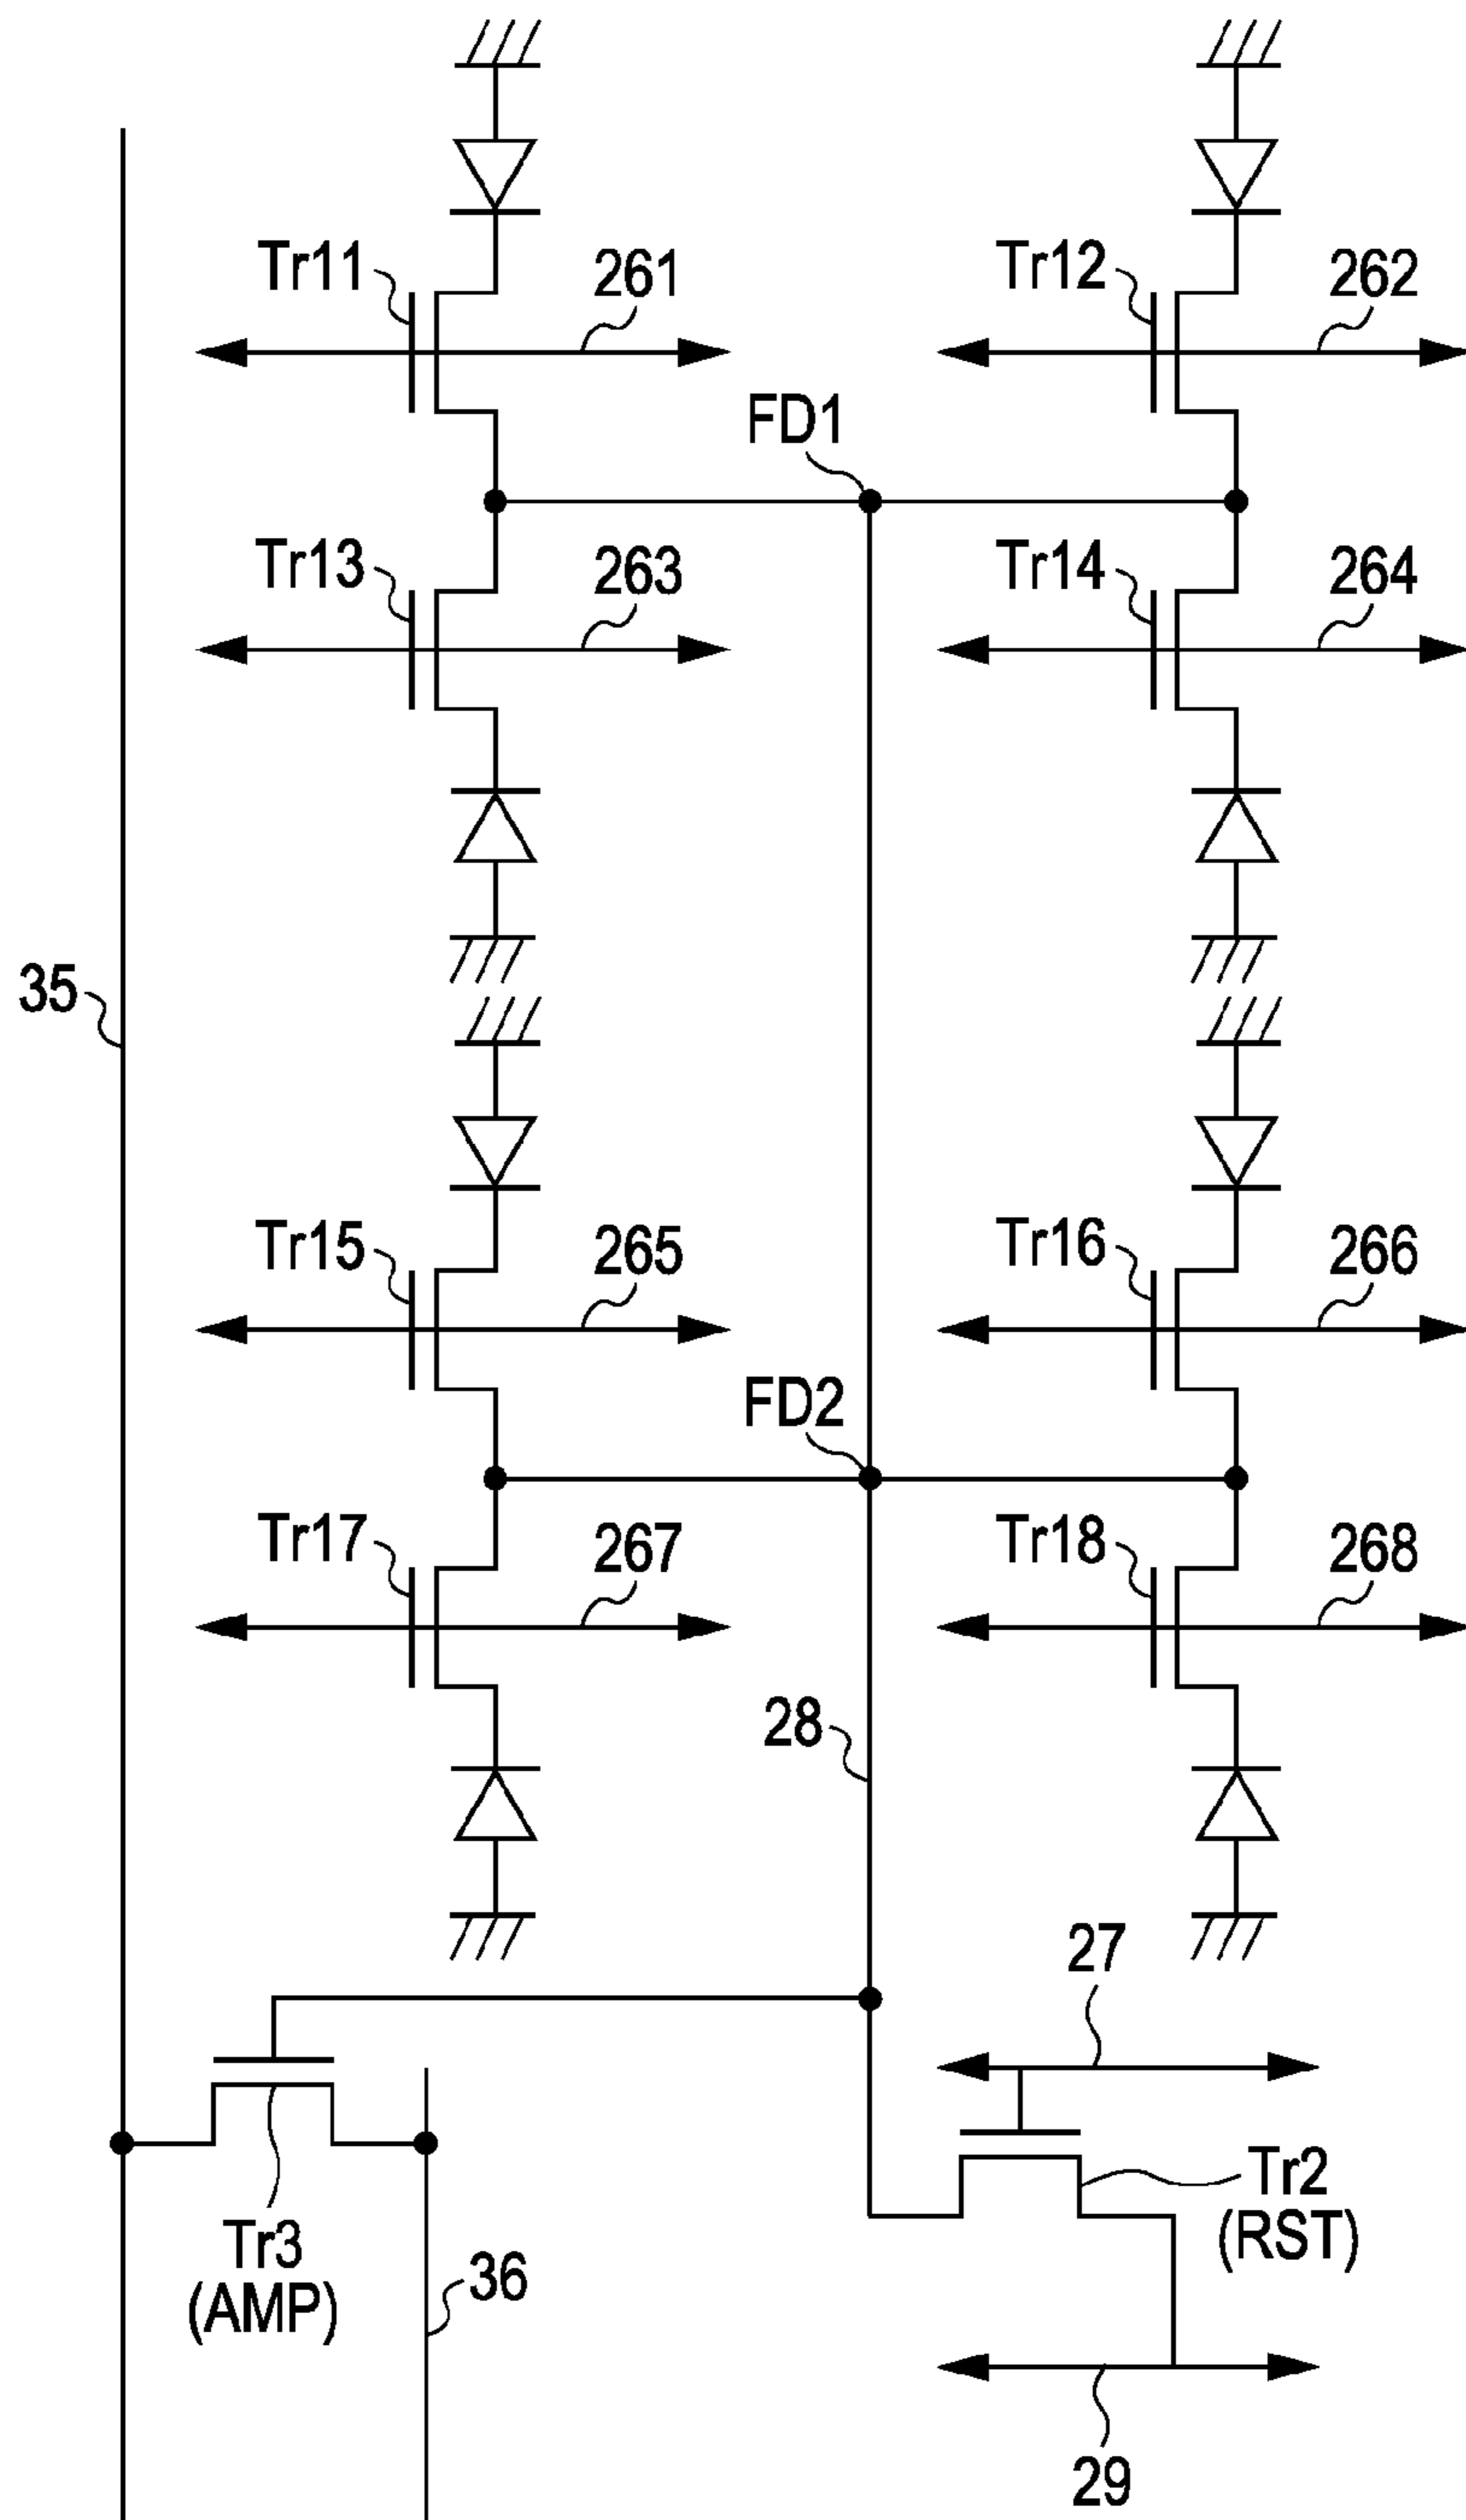 Tr11
261
Tr12
262
FD1
Tr13
263
Tr14
264
35
Tr15
265
Tr16
266
FD2
Tr17
267
Tr18
268
28
27
Tr2
(RST)
Tr3
(AMP)
36
29